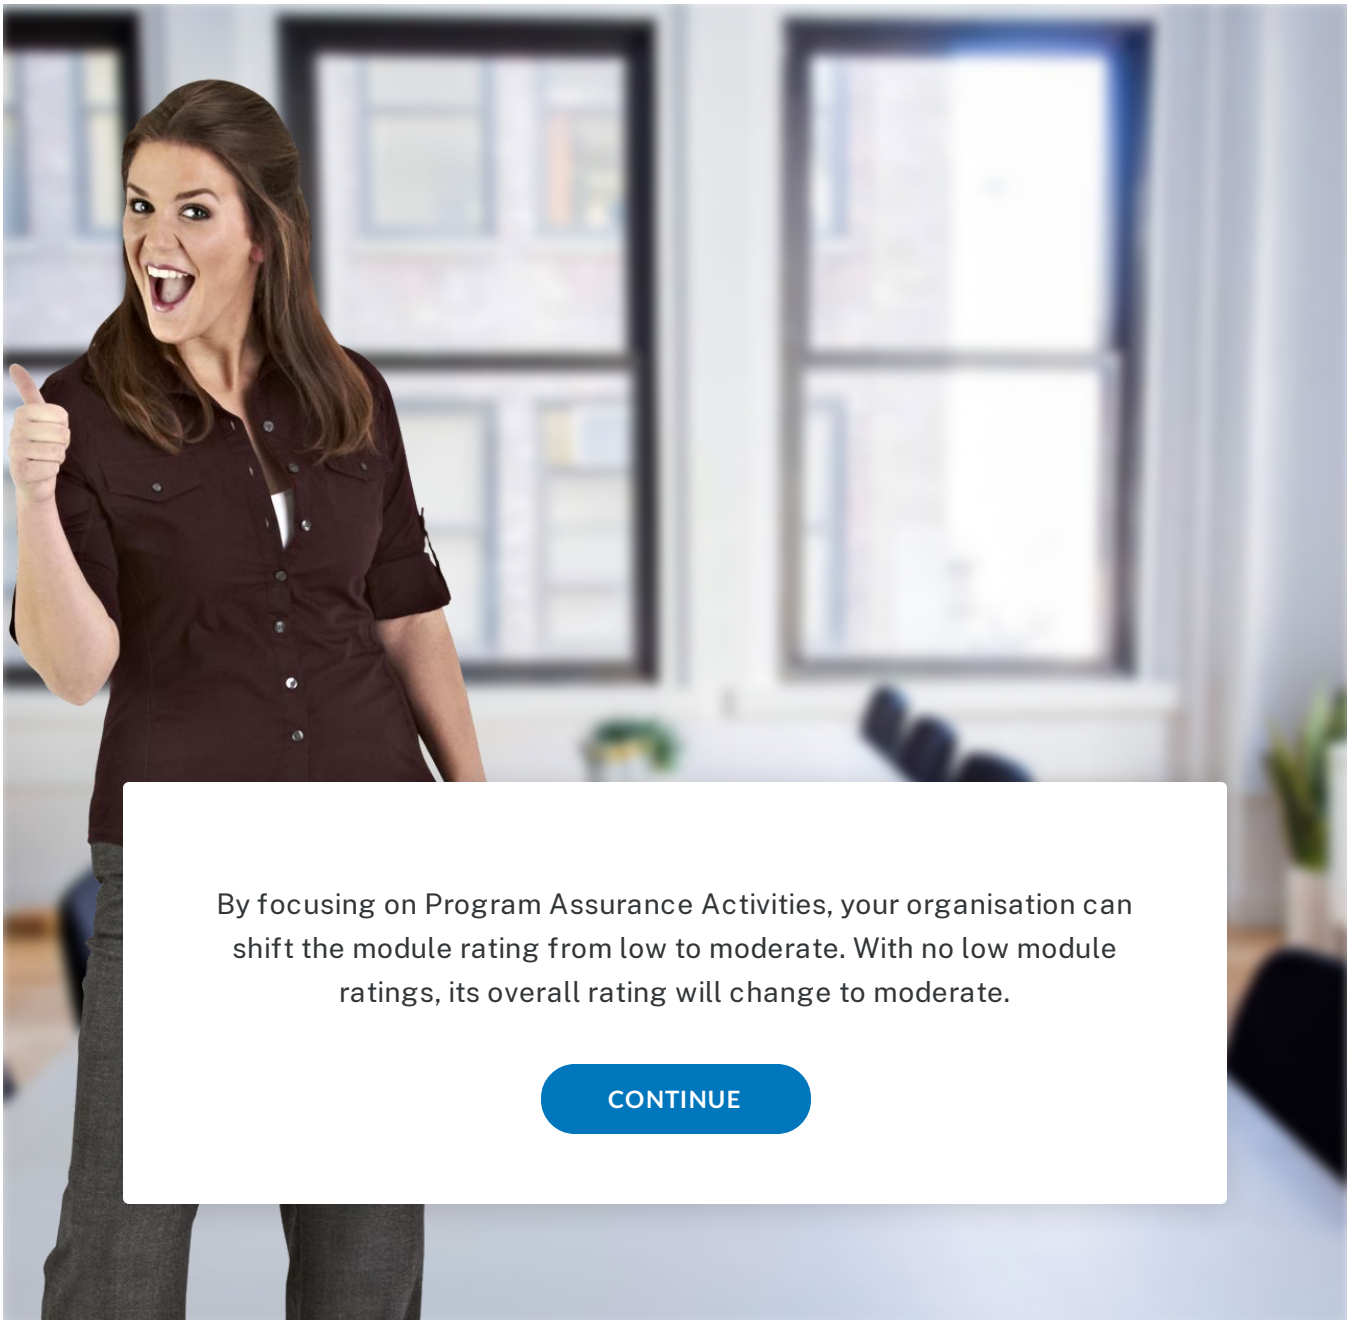 By focusing on Program Assurance Activities, your organisation can
shift the module rating from low to moderate. With no low module
ratings, its overall rating will change to moderate.
CONTINUE